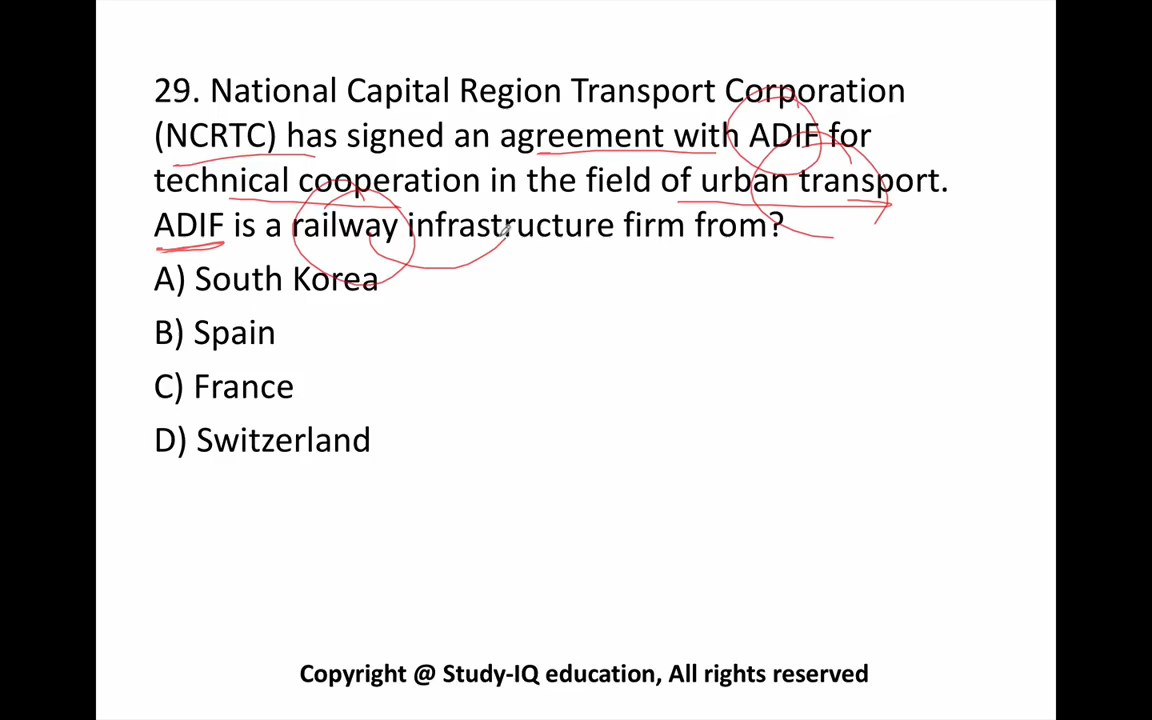 29. National Capital Region Transport Corporation
(NCRTC) has signed an agreement with ADIF for
technical cooperation in the field of urban transport.
ADIF is a railway infrastructure firm from?
A) South Korea
B) Spain
C) France
D) Switzerland
Copyright @ Study-IQ education, All rights reserved